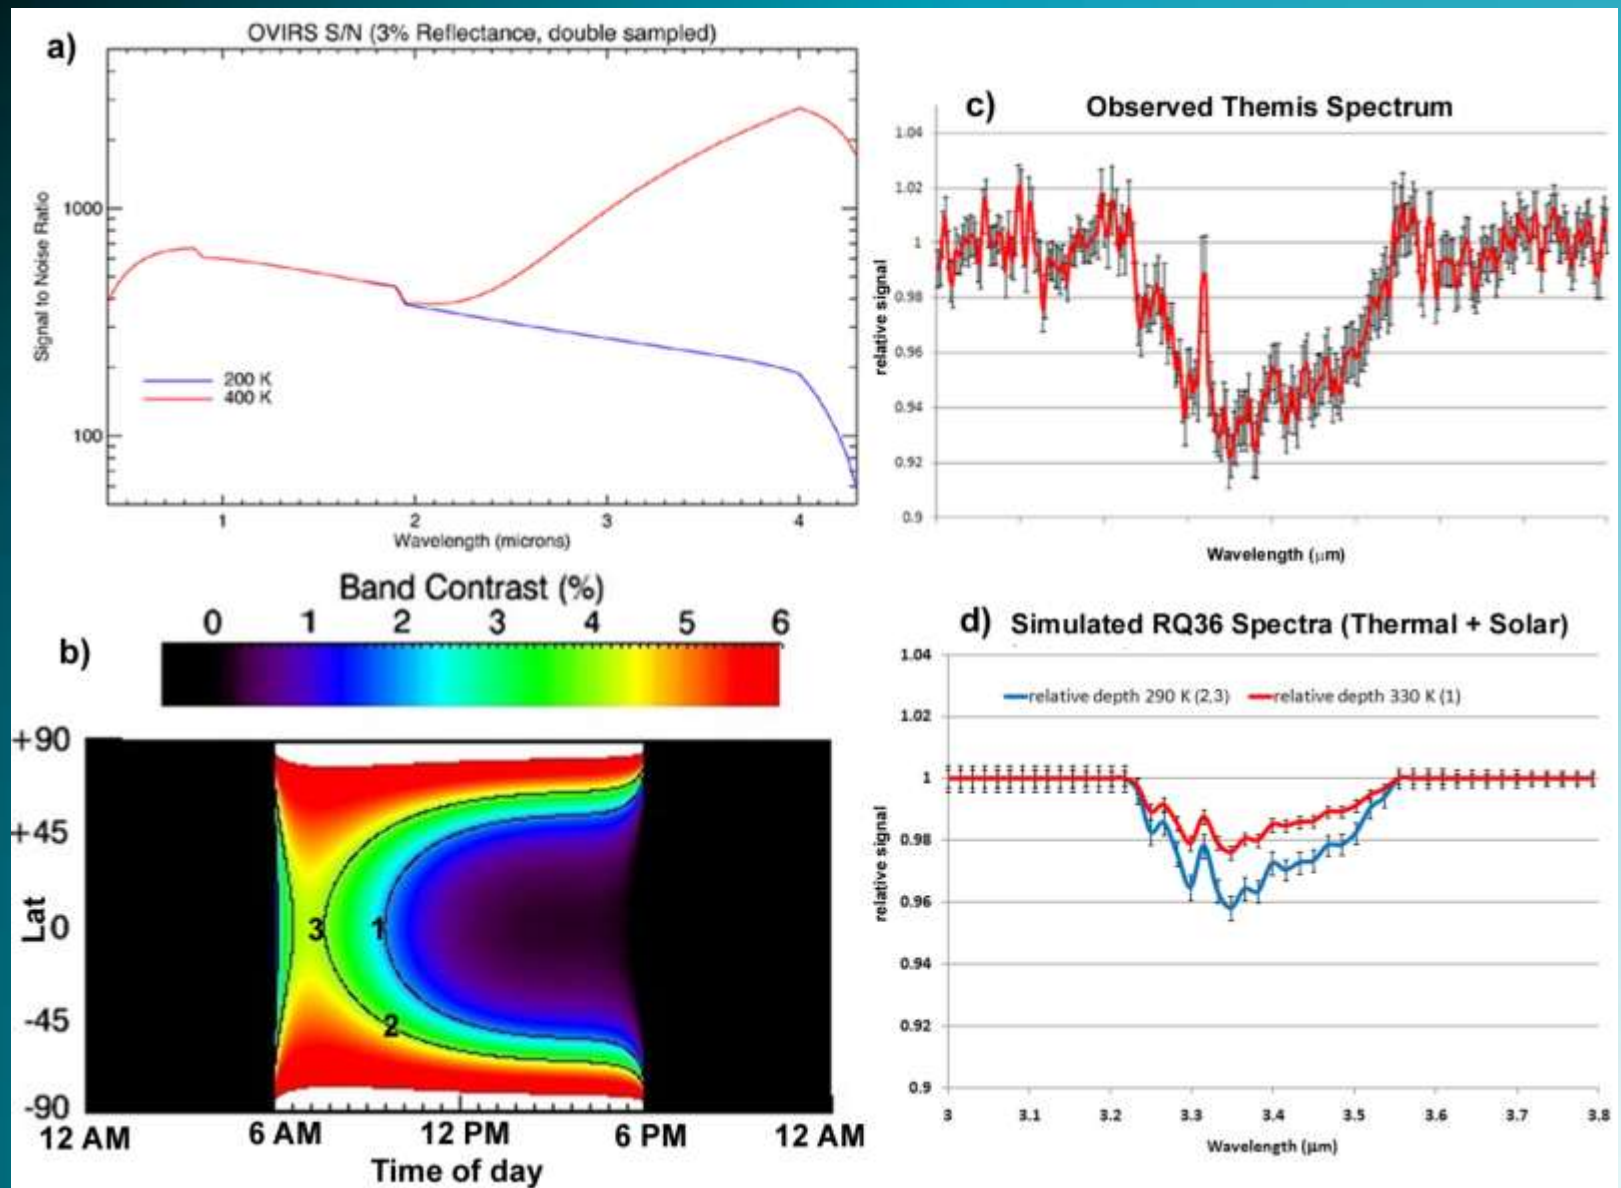 a)
OVIRS S/N (3% Reflectance, double sampled)
Signal to Noise Ratio
1000
100
200 K
400 K
1 2 3 4
Wavelength (microns)
b)
Band Contrast (%)
0 1 2 3 4 5 6
+90
+45
0
-45
-90
Lat
3
1
2
12 AM 6 AM 12 PM 6 PM 12 AM
Time of day
c)
Observed Themis Spectrum
relative signal
1.04
1.02
1
0.98
0.96
0.94
0.92
0.9
Wavelength (μm)
d)
Simulated RQ36 Spectra (Thermal + Solar)
relative depth 290 K (2,3) relative depth 330 K (1)
relative signal
1.04
1.02
1
0.98
0.96
0.94
0.92
0.9
3 3.1 3.2 3.3 3.4 3.5 3.6 3.7 3.8
Wavelength (μm)